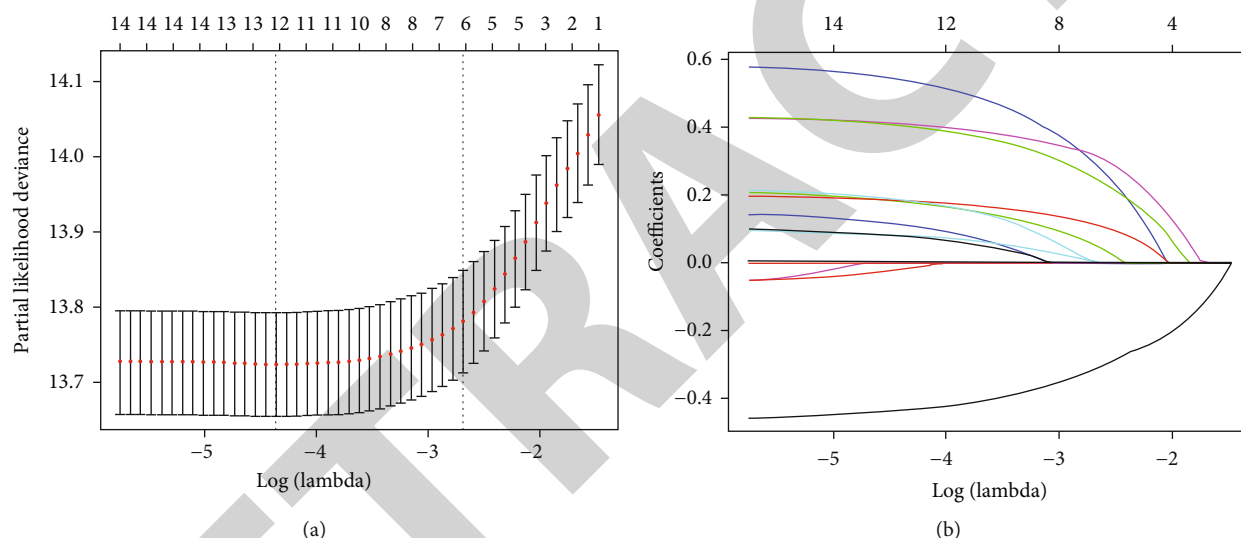 14 14 14 14 14 13 13 12 11 11 10 8 8 7 6 5 5 3 2 1
14.1
14.0
13.9
13.8
13.7
Partial likelihood deviance
−5 −4 −3 −2
Log (lambda)
(a)
14 12 8 4
0.6
0.4
0.2
0.0
−0.2
−0.4
Coefficients
−5 −4 −3 −2
Log (lambda)
(b)
TRAC